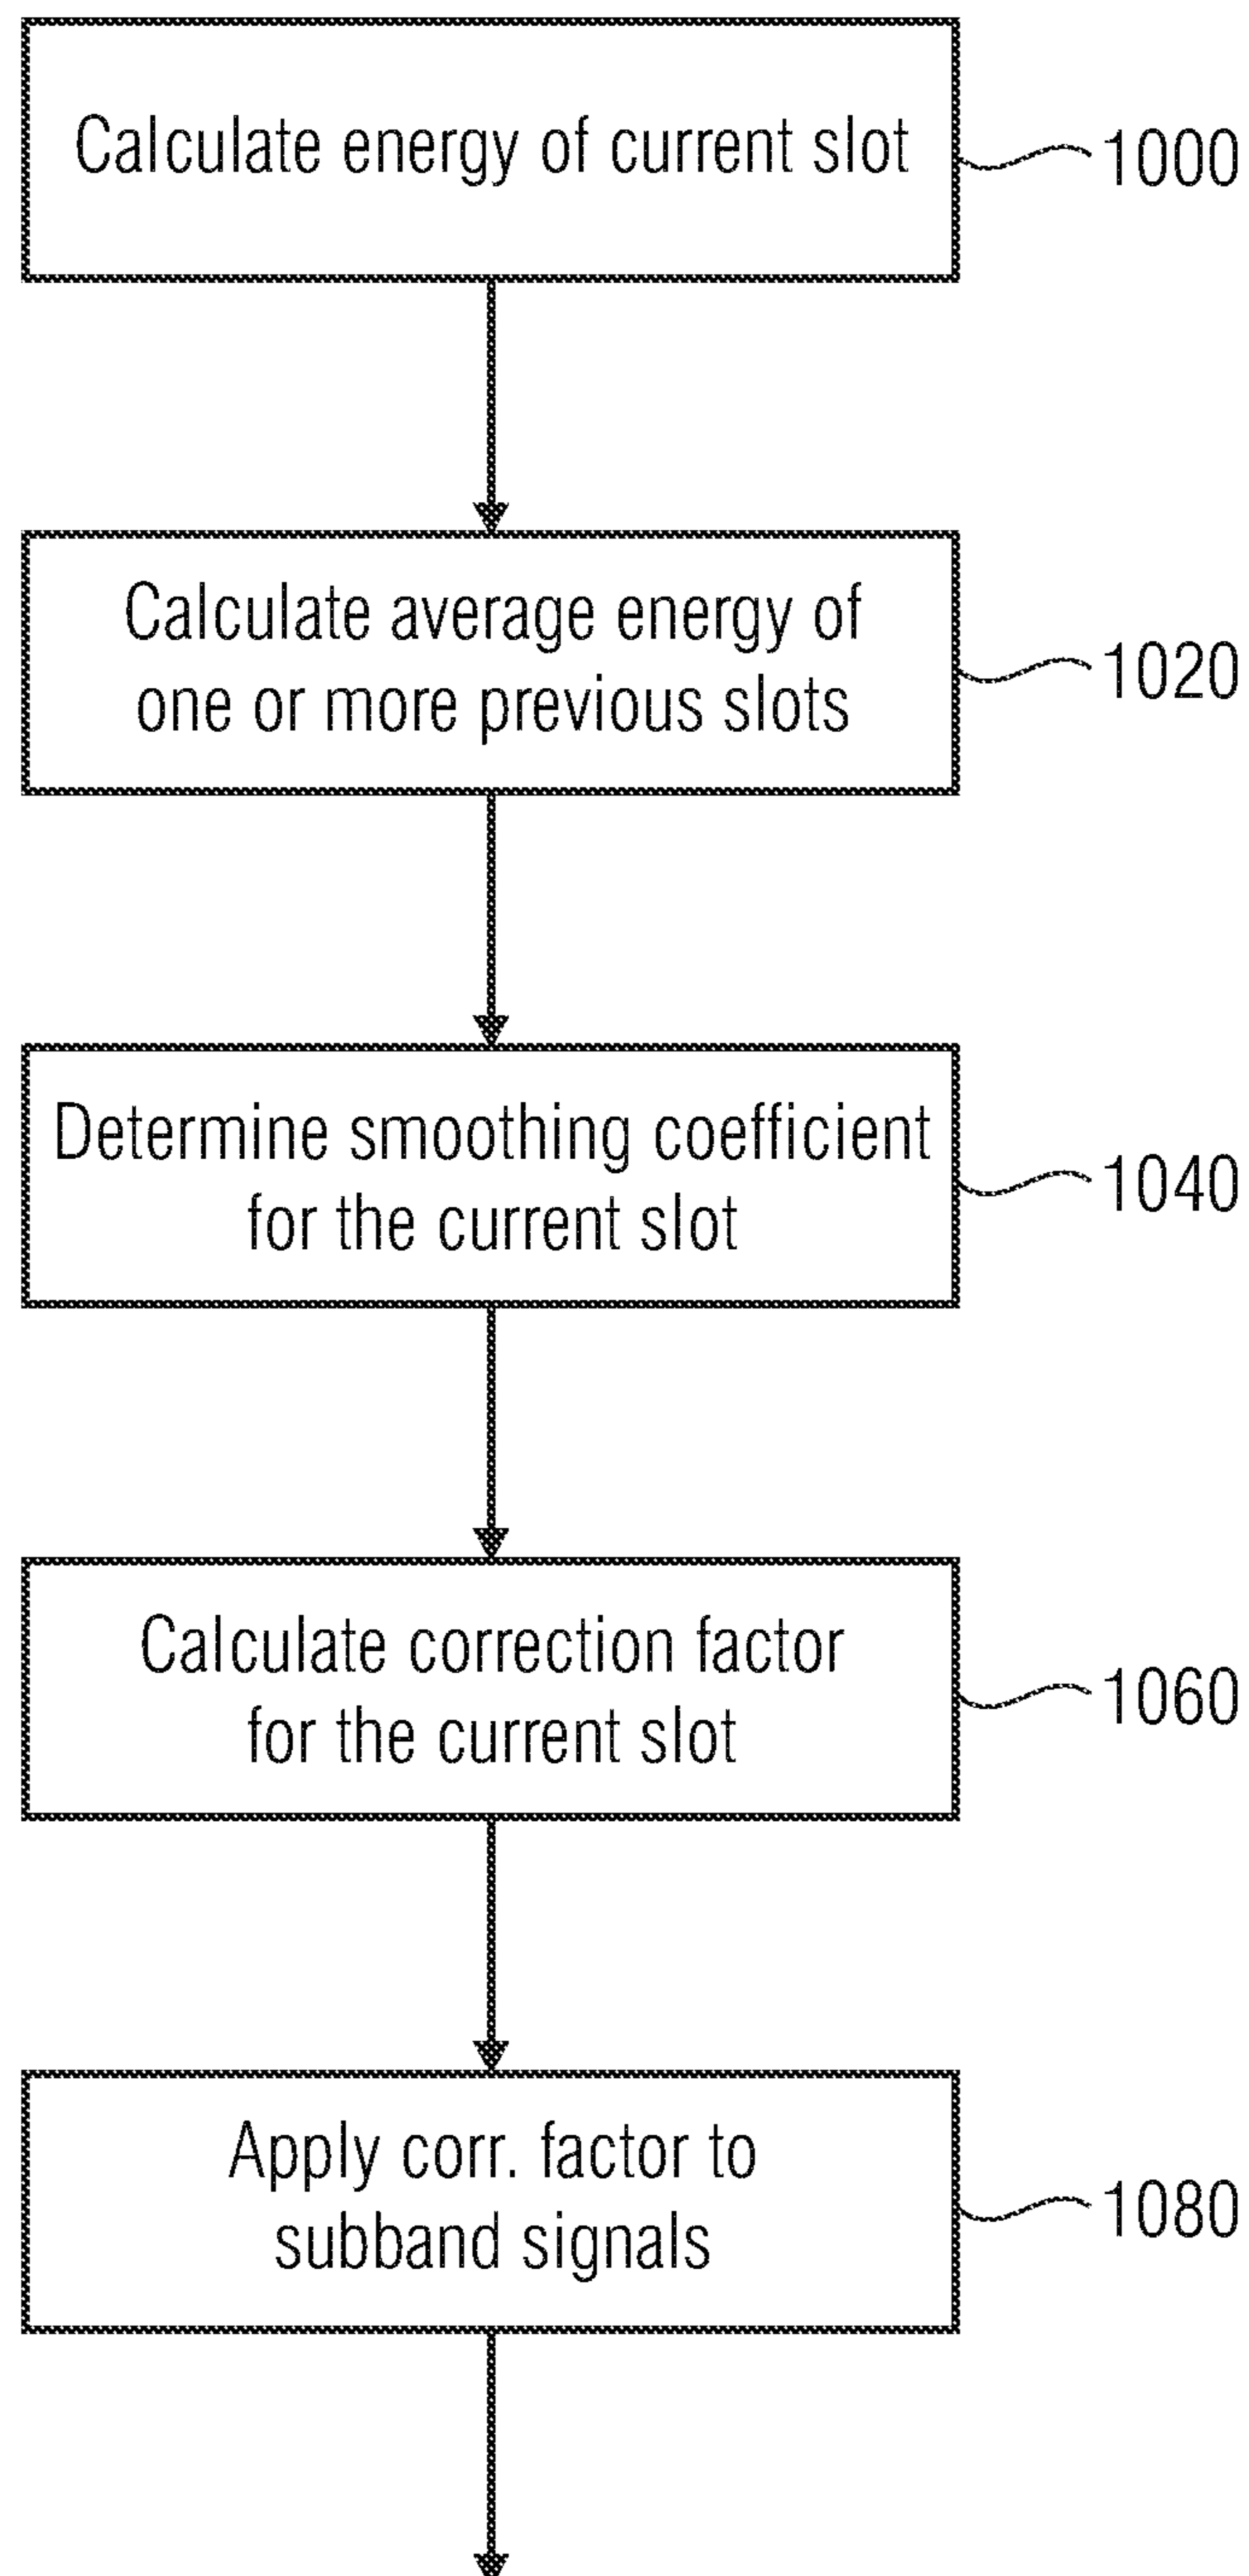 Calculate energy of current slot
1000
Calculate average energy of
one or more previous slots
1020
Determine smoothing coefficient
for the current slot
1040
Calculate correction factor
for the current slot
1060
Apply corr. factor to
subband signals
1080